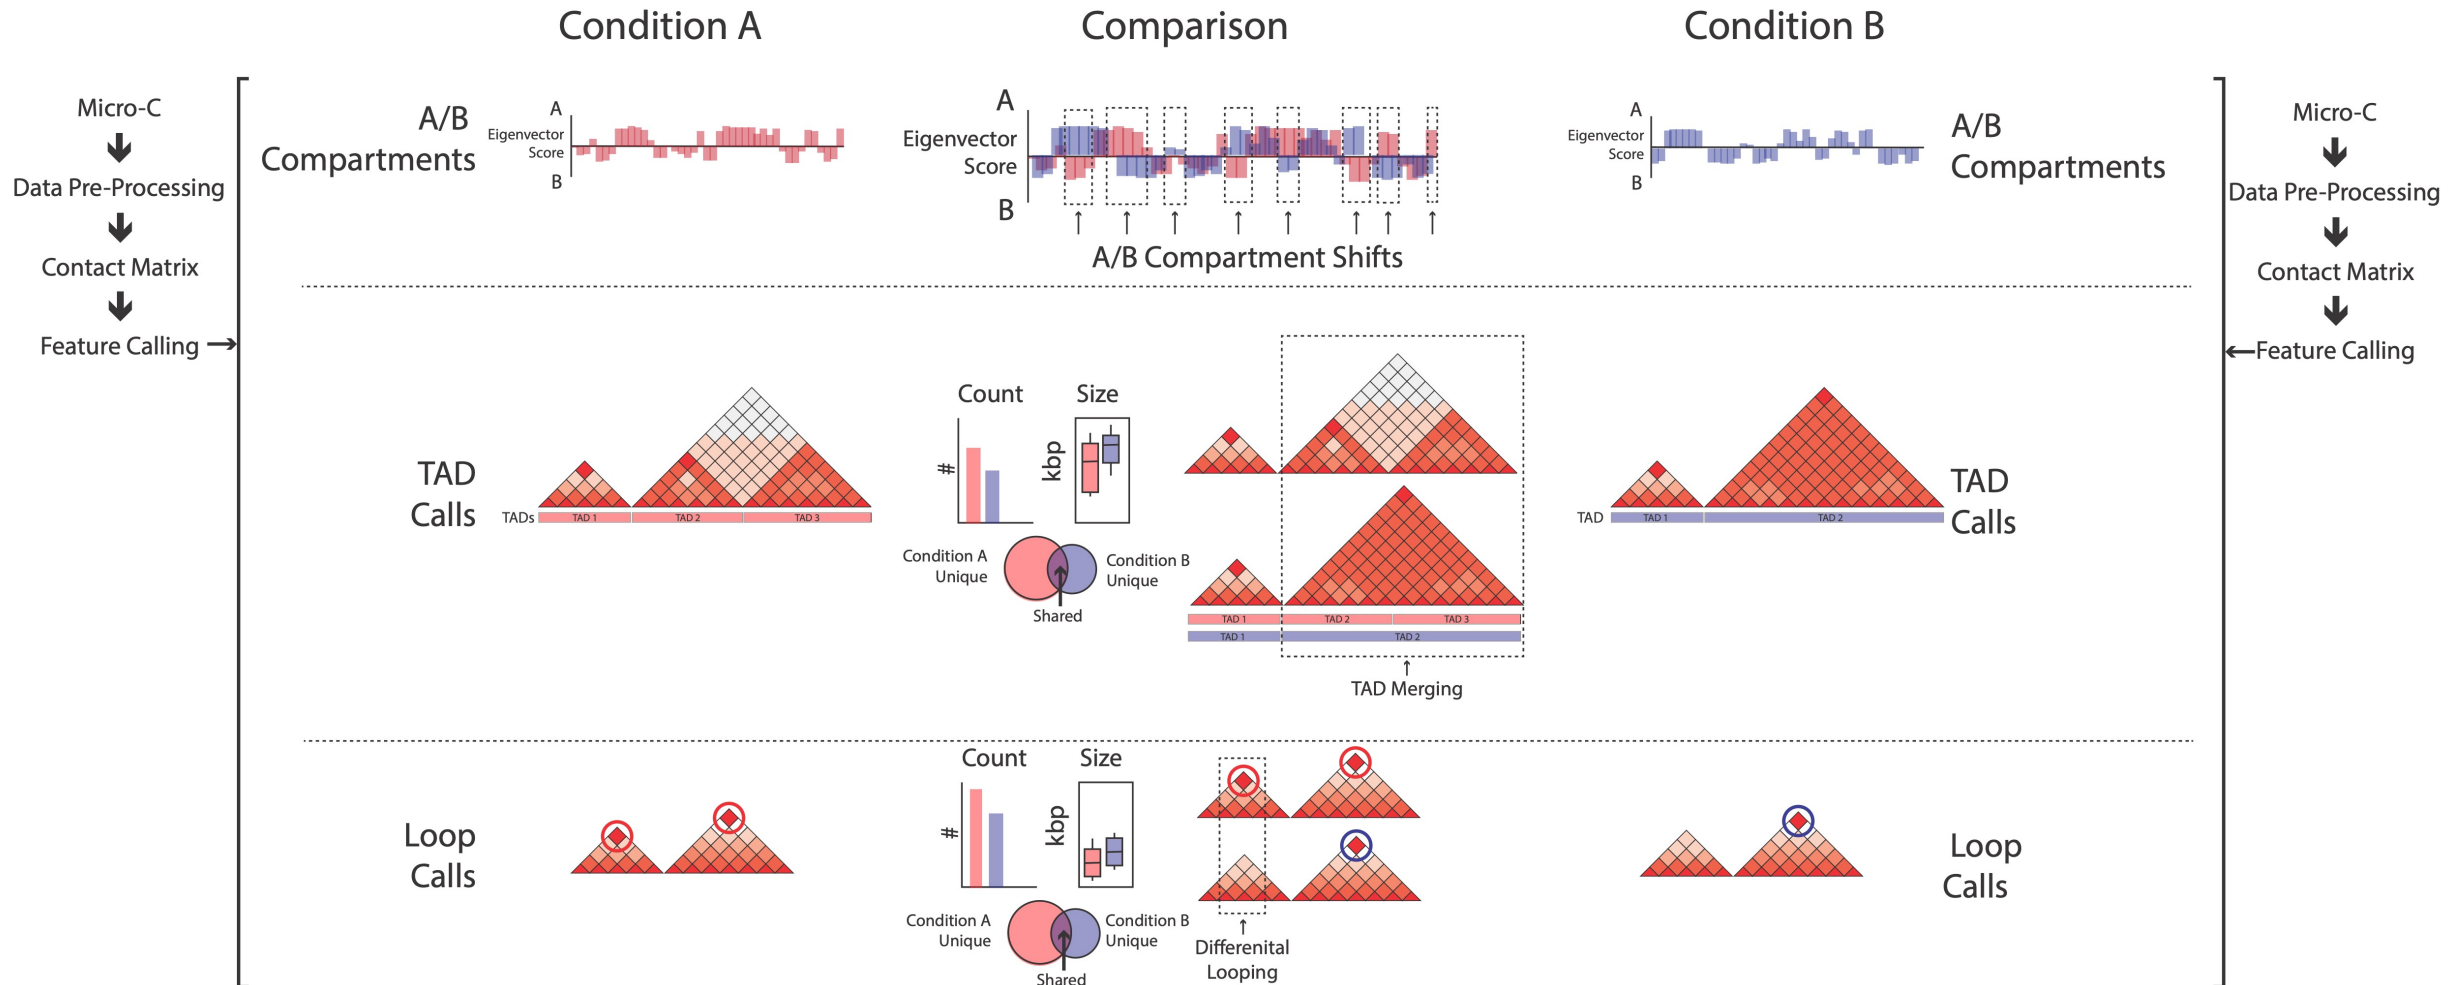 Condition A
Comparison
Condition B
Micro-C
Data Pre-Processing
Contact Matrix
Feature Calling
A/B
Compartments
A
Eigenvector
Score
B
A
Eigenvector
Score
B
A/B Compartment Shifts
A
Eigenvector
Score
B
A/B
Compartments
Micro-C
Data Pre-Processing
Contact Matrix
Feature Calling
TAD
Calls
TADs
TAD 1
TAD 2
TAD 3
Count
#
Size
kbp
Condition A
Unique
Condition B
Unique
Shared
TAD 1
TAD 2
TAD 3
TAD 1
TAD 2
TAD Merging
TAD
TAD 1
TAD 2
TAD
Calls
Loop
Calls
Count
#
Size
kbp
Condition A
Unique
Condition B
Unique
Shared
Differenital
Looping
Loop
Calls